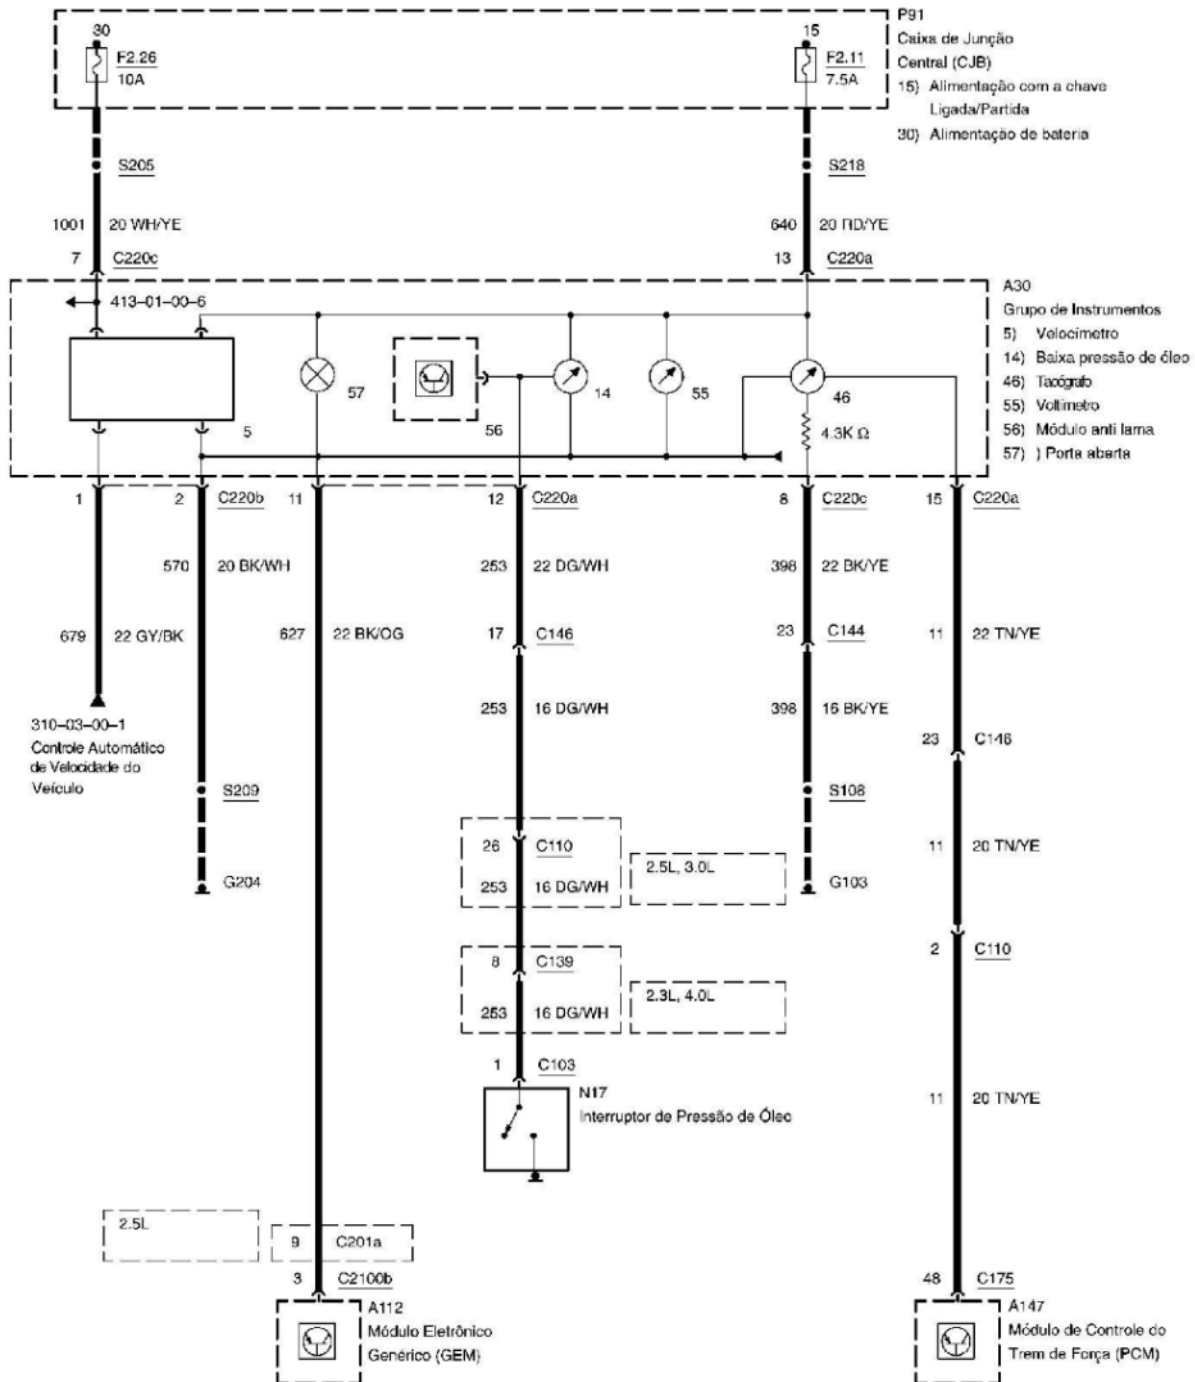 P91
Caixa de Junção
Central (CJB)
15) Alimentação com a chave
Ligada/Partida
30) Alimentação de bateria
30
F2.26
10A
15
F2.11
7.5A
S205
S218
1001 20 WH/YE
640 20 RD/YE
7 C220c
13 C220a
A30
Grupo de Instrumentos
5) Velocímetro
14) Baixa pressão de óleo
46) Tacógrafo
55) Voltímetro
56) Módulo anti lama
57) ) Porta aberta
413-01-00-6
57
56
14
55
46
4.3K Ω
5
1
2 C220b
11
12 C220a
8 C220c
15 C220a
570 20 BK/WH
253 22 DG/WH
398 22 BK/YE
679 22 GY/BK
627 22 BK/OG
17 C146
23 C144
11 22 TN/YE
310-03-00-1
Controle Automático
de Velocidade do
Veículo
253 16 DG/WH
398 16 BK/YE
23 C146
S209
S108
26 C110
253 16 DG/WH
2.5L, 3.0L
11 20 TN/YE
G204
G103
8 C139
253 16 DG/WH
2.3L, 4.0L
2 C110
1 C103
N17
Interruptor de Pressão de Óleo
11 20 TN/YE
2.5L
9 C201a
3 C2100b
48 C175
A112
Módulo Eletrônico
Genérico (GEM)
A147
Módulo de Controle do
Trem de Força (PCM)